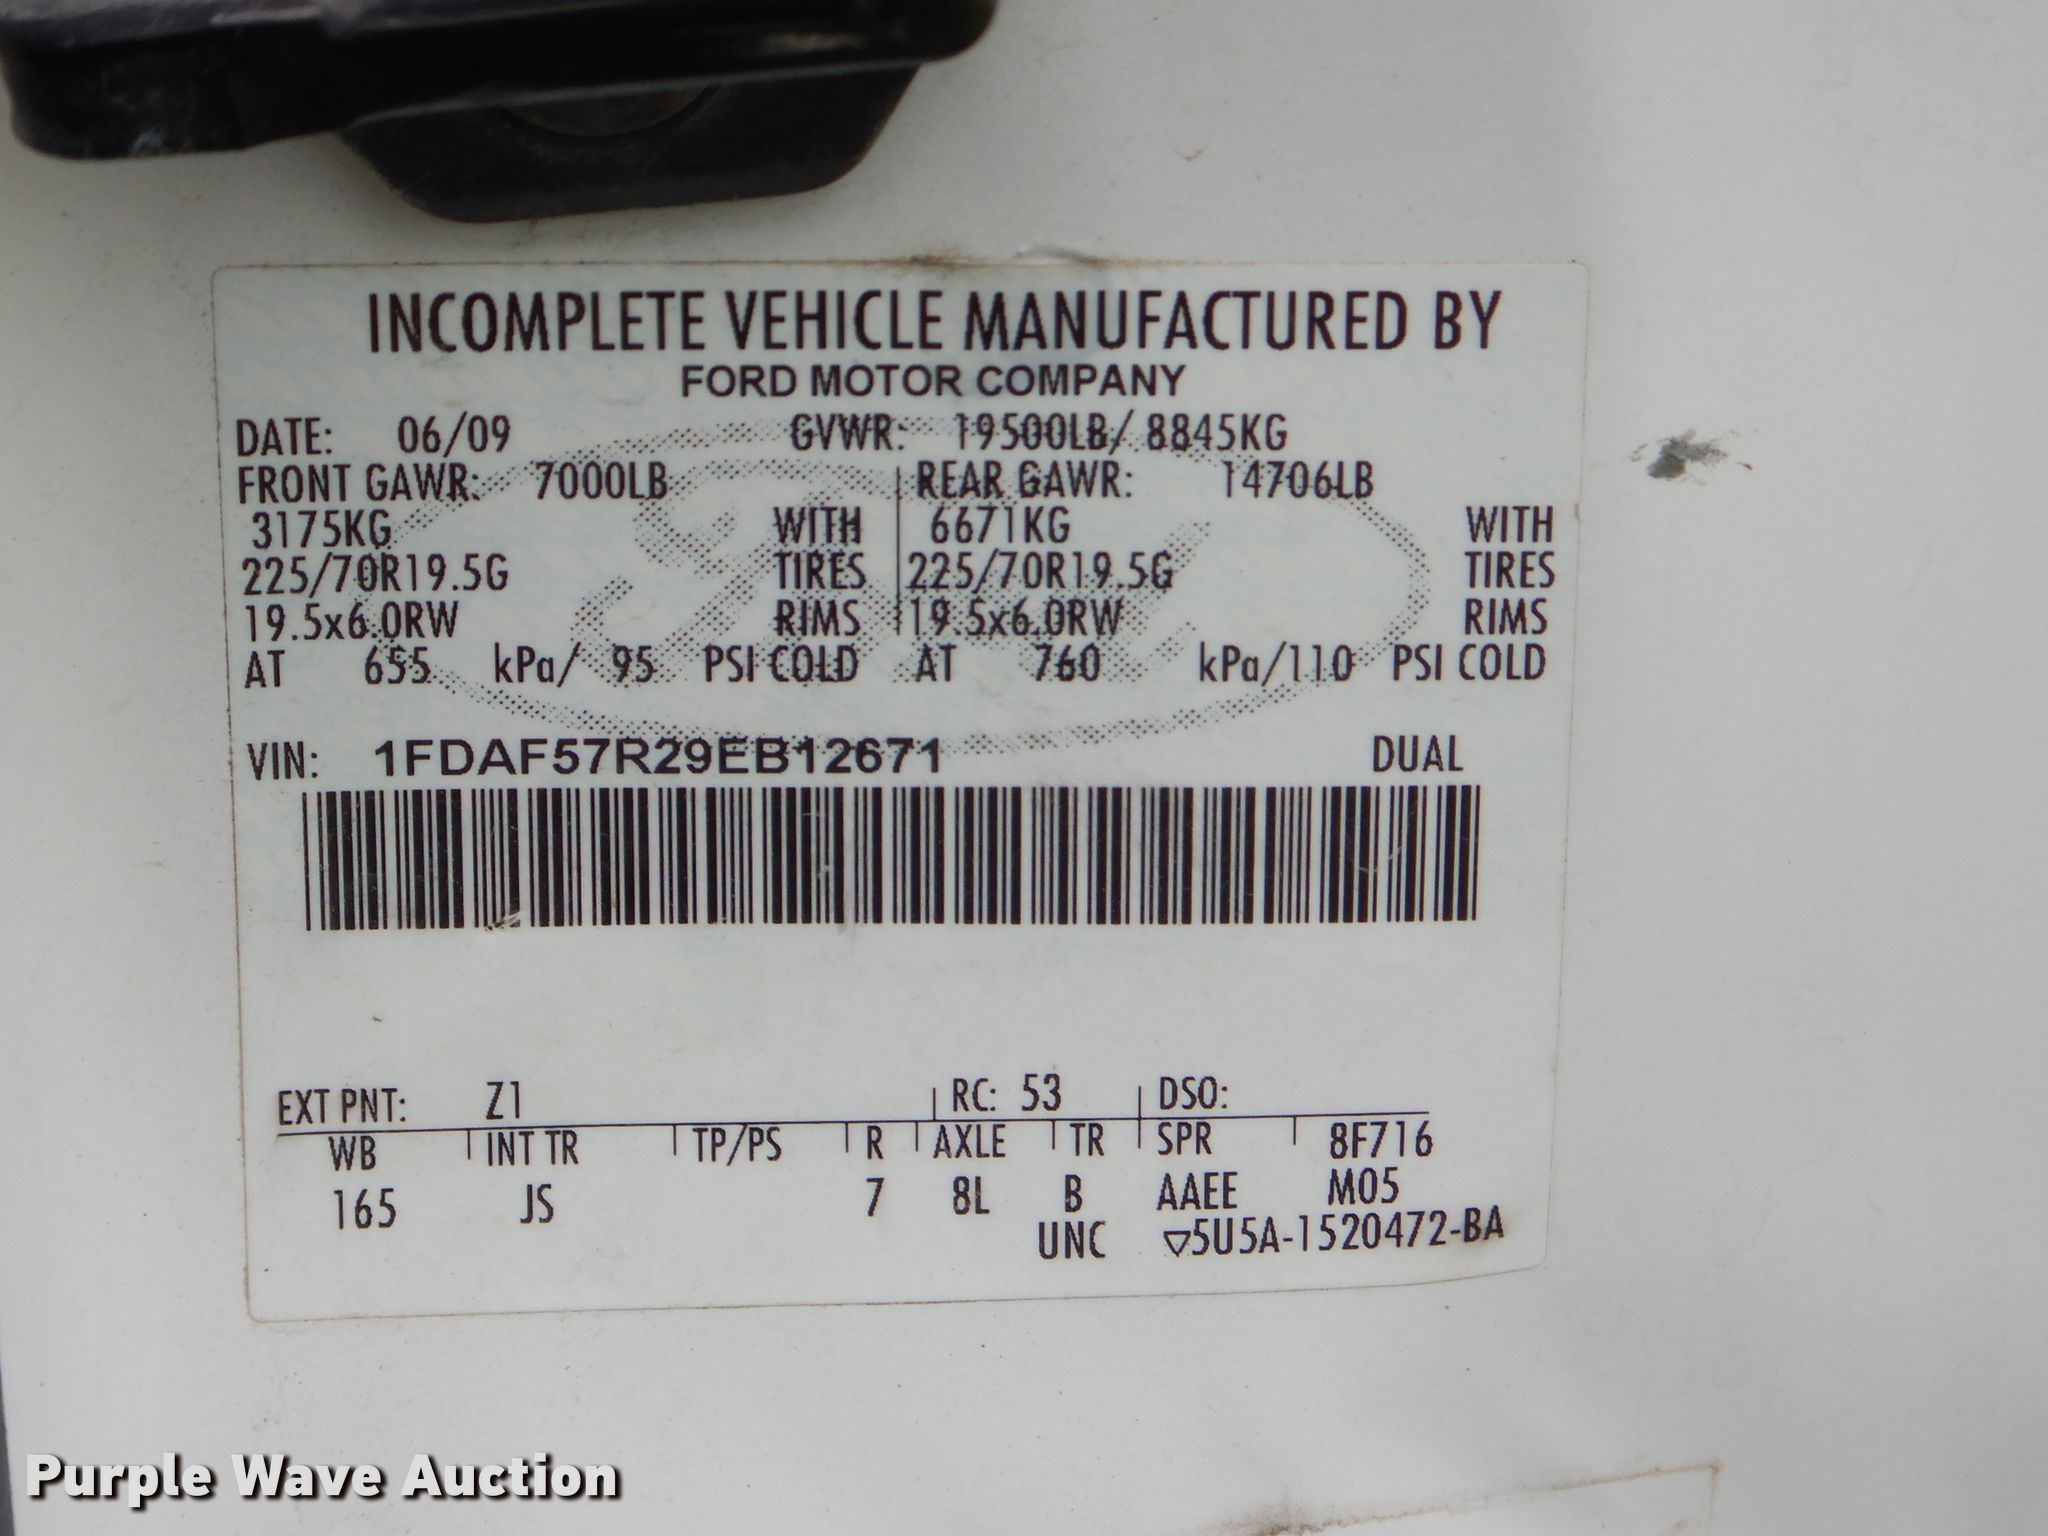 INCOMPLETE VEHICLE MANUFACTURED BY
FORD MOTOR COMPANY
DATE: 06/09 GVWR: 19500LB/ 8845KG
FRONT GAWR: 7000LB REAR GAWR: 14706LB
3175KG WITH 6671KG WITH
225/70R19.5G TIRES 225/70R19.5G TIRES
19.5x6.0RW RIMS 19.5x6.0RW RIMS
AT 655 kPa/ 95 PSI COLD AT 760 kPa/110 PSI COLD
VIN: 1FDAF57R29EB12671 DUAL
EXT PNT: Z1 RC: 53 DSO:
WB INT TR TP/PS R AXLE TR SPR 8F716
165 JS 7 8L B AAEE M05
UNC ▽5U5A-1520472-BA
Purple Wave Auction